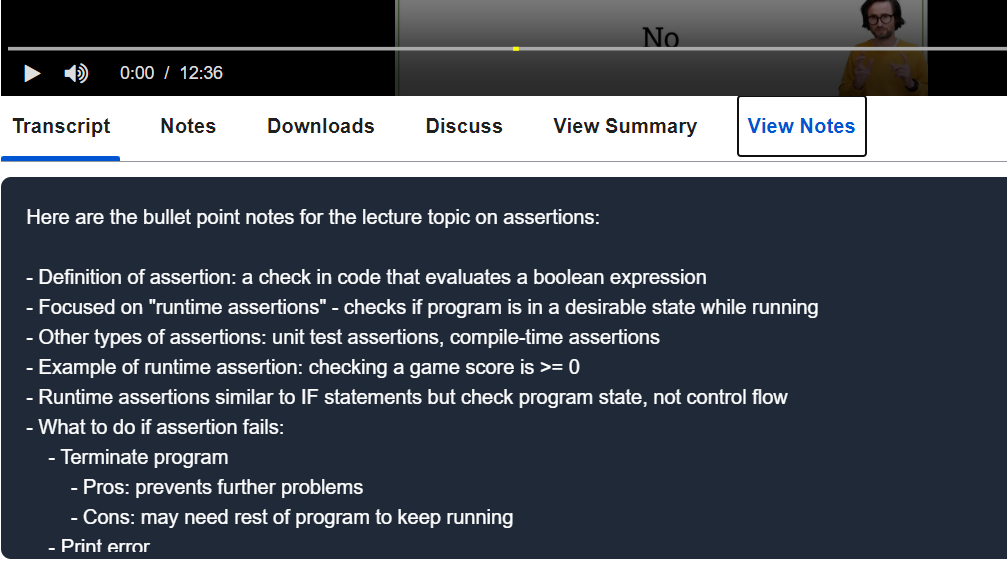 No
0:00 / 12:36
Transcript Notes Downloads Discuss View Summary View Notes
Here are the bullet point notes for the lecture topic on assertions:
- Definition of assertion: a check in code that evaluates a boolean expression
- Focused on "runtime assertions" - checks if program is in a desirable state while running
- Other types of assertions: unit test assertions, compile-time assertions
- Example of runtime assertion: checking a game score is >= 0
- Runtime assertions similar to IF statements but check program state, not control flow
- What to do if assertion fails:
- Terminate program
- Pros: prevents further problems
- Cons: may need rest of program to keep running
- Print error